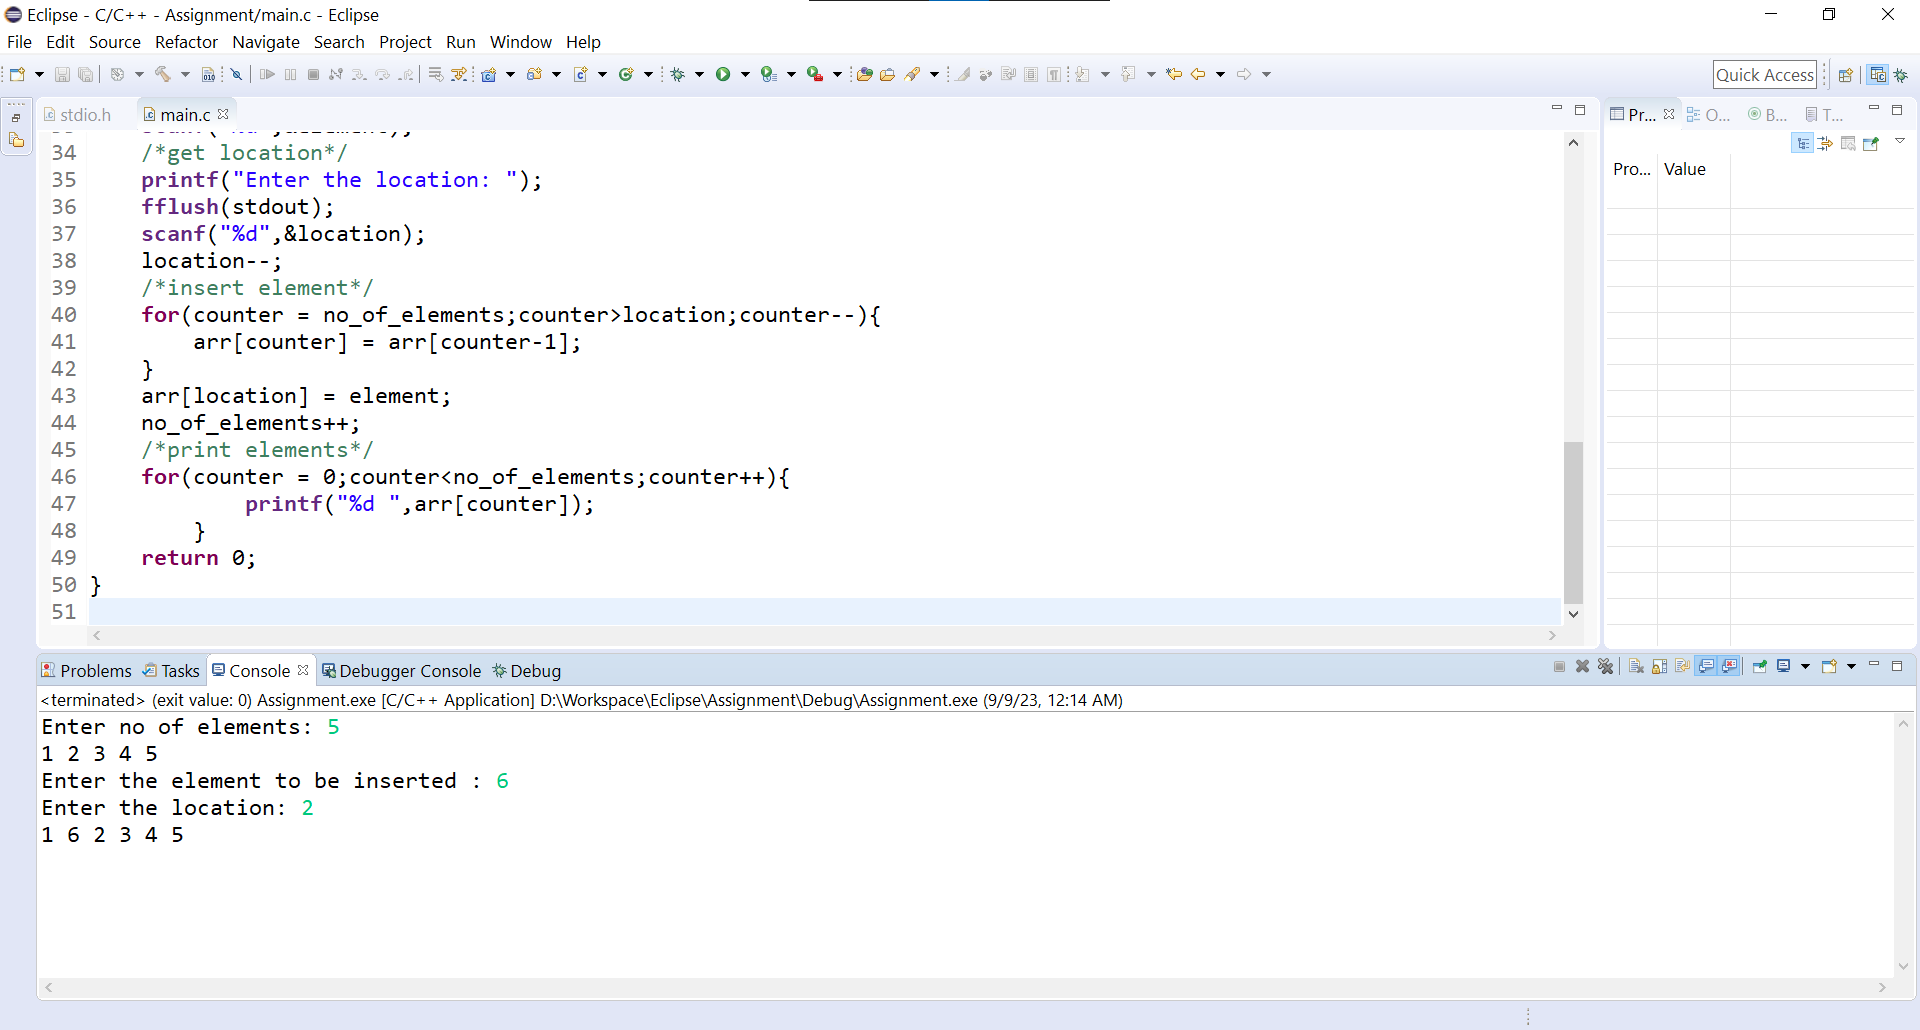 Eclipse - C/C++ - Assignment/main.c - Eclipse
File Edit Source Refactor Navigate Search Project Run Window Help
Quick Access
stdio.h main.c
Pr... O... B... T...
Pro... Value
34 /*get location*/
35 printf("Enter the location: ");
36 fflush(stdout);
37 scanf("%d",&location);
38 location--;
39 /*insert element*/
40 for(counter = no_of_elements;counter>location;counter--){
41 arr[counter] = arr[counter-1];
42 }
43 arr[location] = element;
44 no_of_elements++;
45 /*print elements*/
46 for(counter = 0;counter<no_of_elements;counter++){
47 printf("%d ",arr[counter]);
48 }
49 return 0;
50 }
51
Problems Tasks Console Debugger Console Debug
<terminated> (exit value: 0) Assignment.exe [C/C++ Application] D:\Workspace\Eclipse\Assignment\Debug\Assignment.exe (9/9/23, 12:14 AM)
Enter no of elements: 5
1 2 3 4 5
Enter the element to be inserted : 6
Enter the location: 2
1 6 2 3 4 5